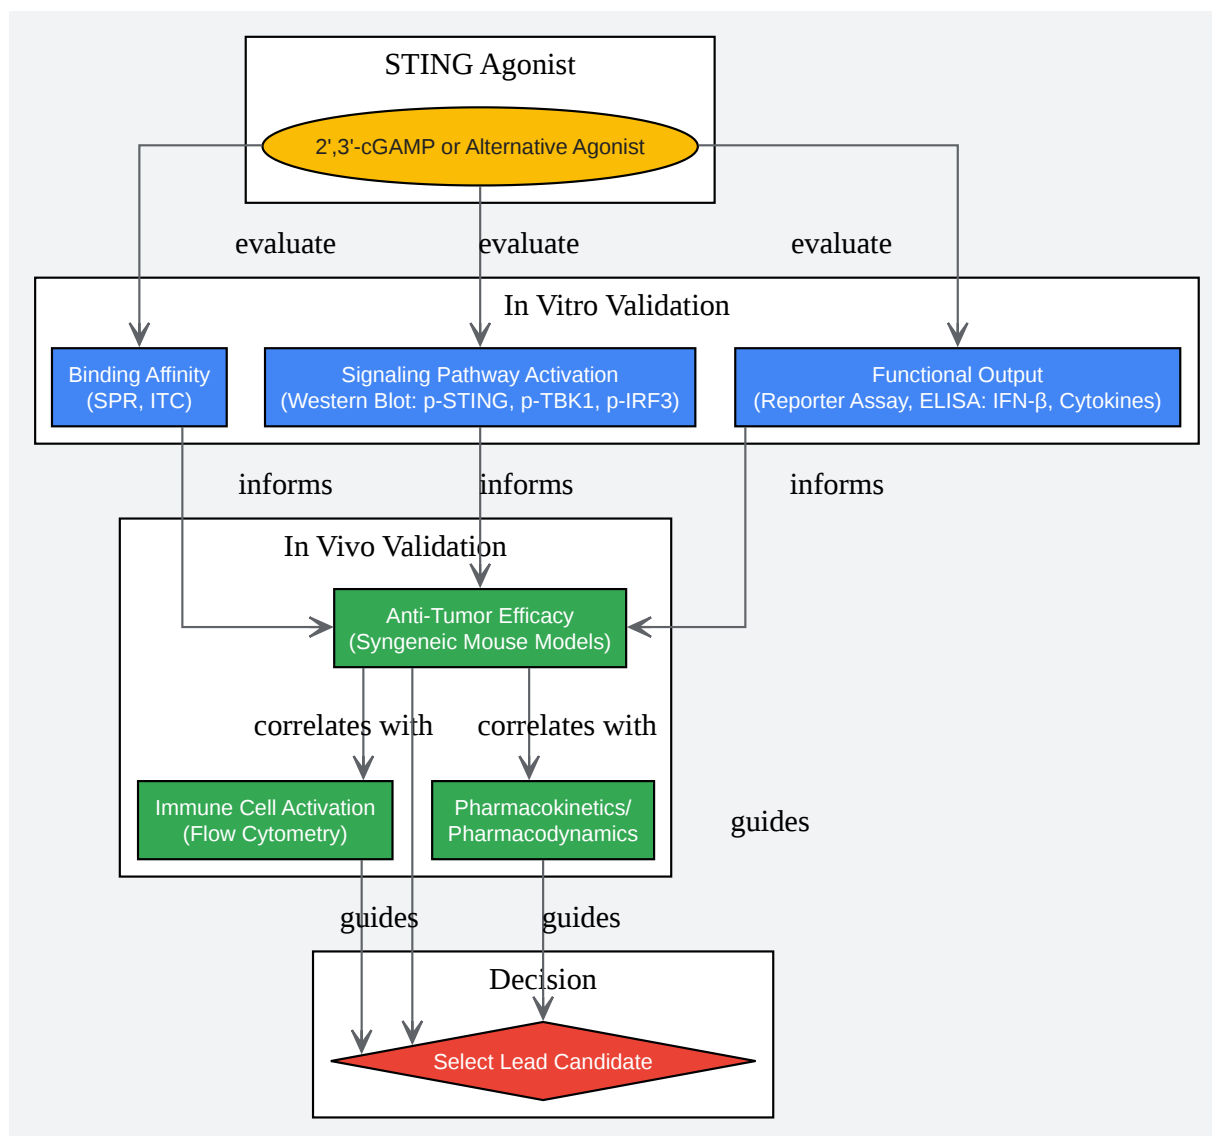 STING Agonist
2',3'-cGAMP or Alternative Agonist
evaluate
evaluate
evaluate
In Vitro Validation
Binding Affinity
(SPR, ITC)
Signaling Pathway Activation
(Western Blot: p-STING, p-TBK1, p-IRF3)
Functional Output
(Reporter Assay, ELISA: IFN-β, Cytokines)
informs
informs
informs
In Vivo Validation
Anti-Tumor Efficacy
(Syngeneic Mouse Models)
correlates with
correlates with
Immune Cell Activation
(Flow Cytometry)
Pharmacokinetics/
Pharmacodynamics
guides
guides
guides
Decision
Select Lead Candidate